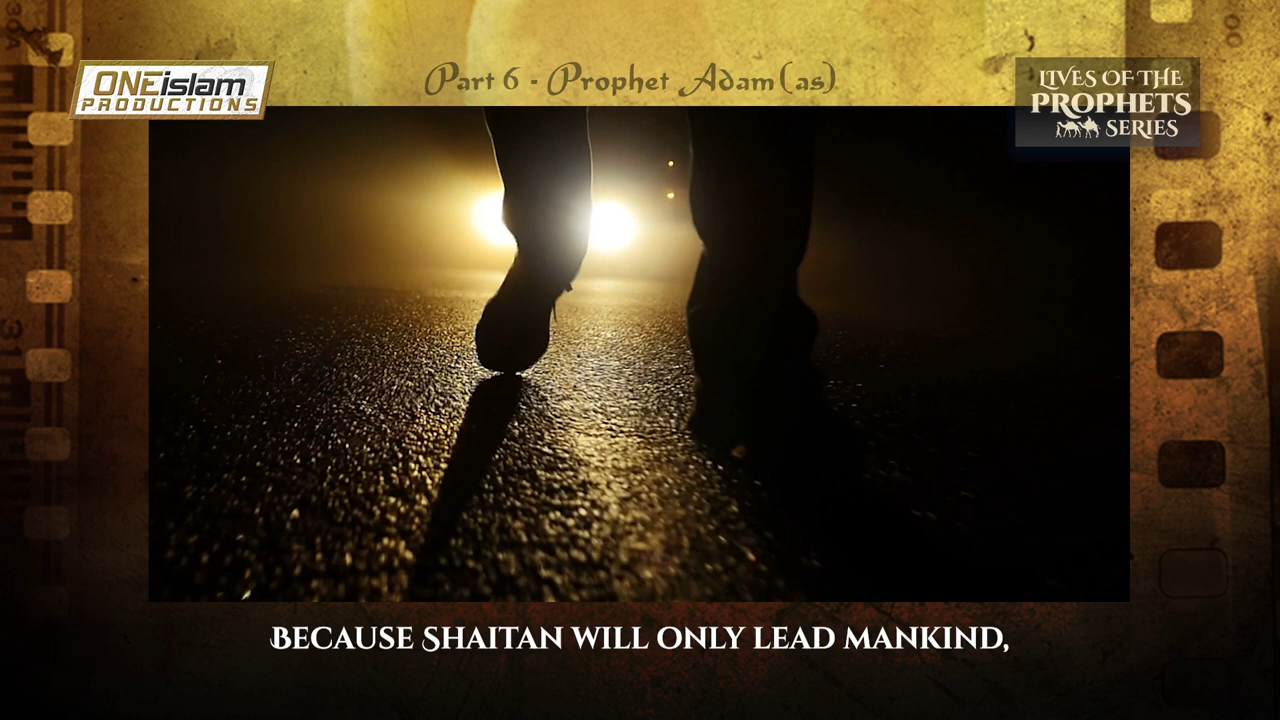 Part 6 - Prophet Adam (as)
ONEislam
PRODUCTIONS
LIVES OF THE
PROPHETS
SERIES
BECAUSE SHAITAN WILL ONLY LEAD MANKIND,